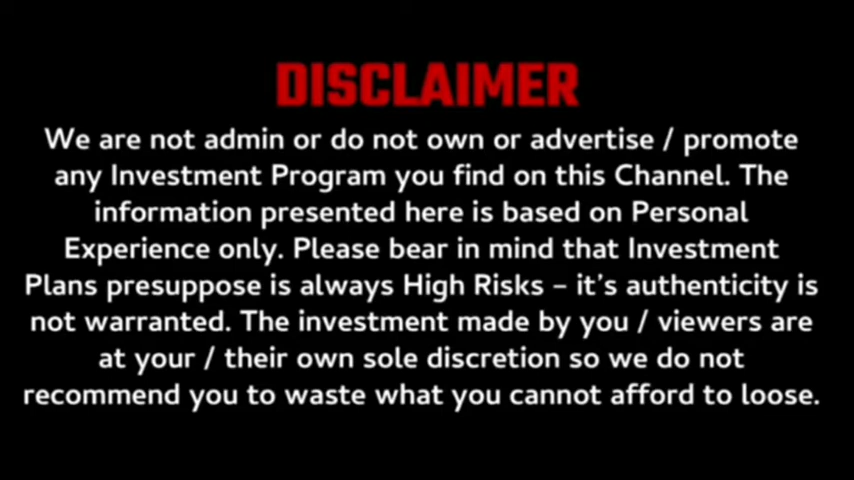 DISCLAIMER
We are not admin or do not own or advertise / promote
any Investment Program you find on this Channel. The
information presented here is based on Personal
Experience only. Please bear in mind that Investment
Plans presuppose is always High Risks – it's authenticity is
not warranted. The investment made by you / viewers are
at your / their own sole discretion so we do not
recommend you to waste what you cannot afford to loose.